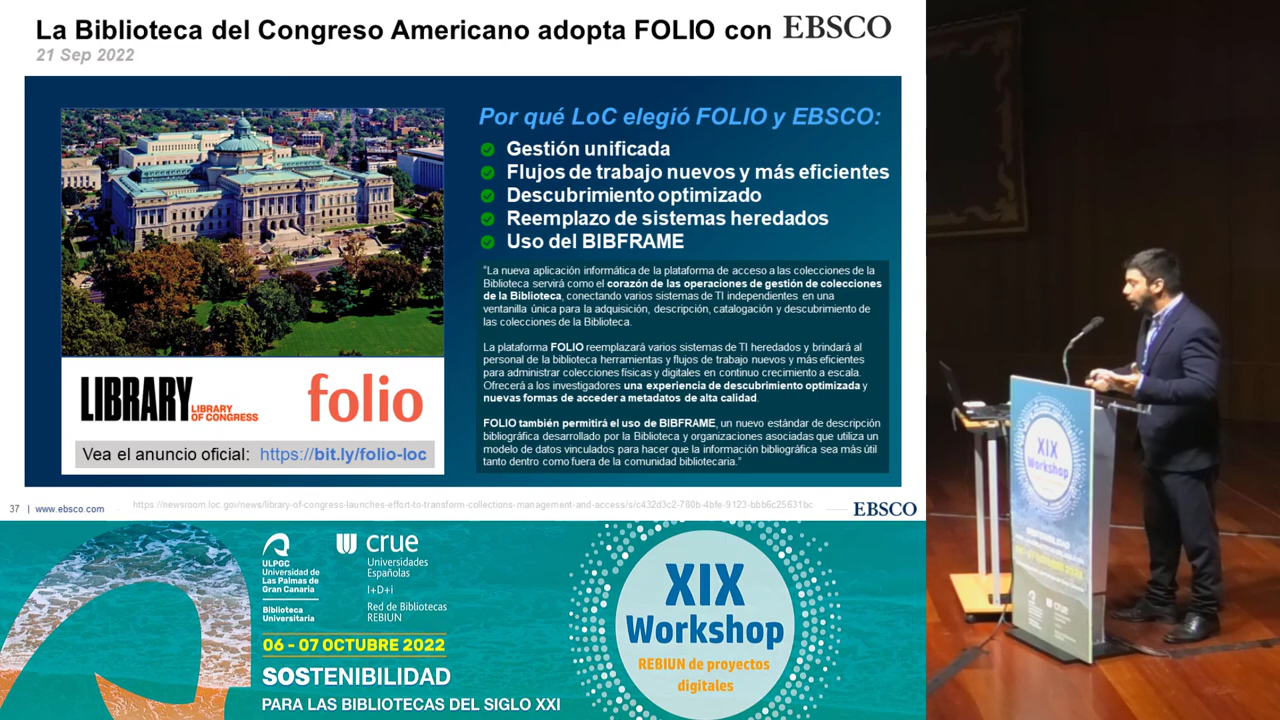 La Biblioteca del Congreso Americano adopta FOLIO con EBSCO
21 Sep 2022
Por qué LoC elegió FOLIO y EBSCO:
Gestión unificada
Flujos de trabajo nuevos y más eficientes
Descubrimiento optimizado
Reemplazo de sistemas heredados
Uso del BIBFRAME
"La nueva aplicación informática de la plataforma de acceso a las colecciones de la
Biblioteca servirá como el corazón de las operaciones de gestión de colecciones
de la Biblioteca, conectando varios sistemas de TI independientes en una
ventanilla única para la adquisición, descripción, catalogación y descubrimiento de
las colecciones de la Biblioteca.
La plataforma FOLIO reemplazará varios sistemas de TI heredados y brindará al
personal de la biblioteca herramientas y flujos de trabajo nuevos y más eficientes
para administrar colecciones físicas y digitales en continuo crecimiento a escala.
Ofrecerá a los investigadores una experiencia de descubrimiento optimizada y
nuevas formas de acceder a metadatos de alta calidad.
FOLIO también permitirá el uso de BIBFRAME, un nuevo estándar de descripción
bibliográfica desarrollado por la Biblioteca y organizaciones asociadas que utiliza un
modelo de datos vinculados para hacer que la información bibliográfica sea más útil
tanto dentro como fuera de la comunidad bibliotecaria."
LIBRARY
LIBRARY
OF CONGRESS
folio
Vea el anuncio oficial: https://bit.ly/folio-loc
37 | www.ebsco.com
https://newsroom.loc.gov/news/library-of-congress-launches-effort-to-transform-collections-management-and-access/s/c432d3c2-780b-4bfe-9123-bbb6c25631bc
EBSCO
ULPGC
Universidad de
Las Palmas de
Gran Canaria
Biblioteca
Universitaria
crue
Universidades
Españolas
I+D+i
Red de Bibliotecas
REBIUN
06 - 07 OCTUBRE 2022
SOSTENIBILIDAD
PARA LAS BIBLIOTECAS DEL SIGLO XXI
XIX
Workshop
REBIUN de proyectos
digitales
XIX
Workshop
SOSTENIBILIDAD
crue